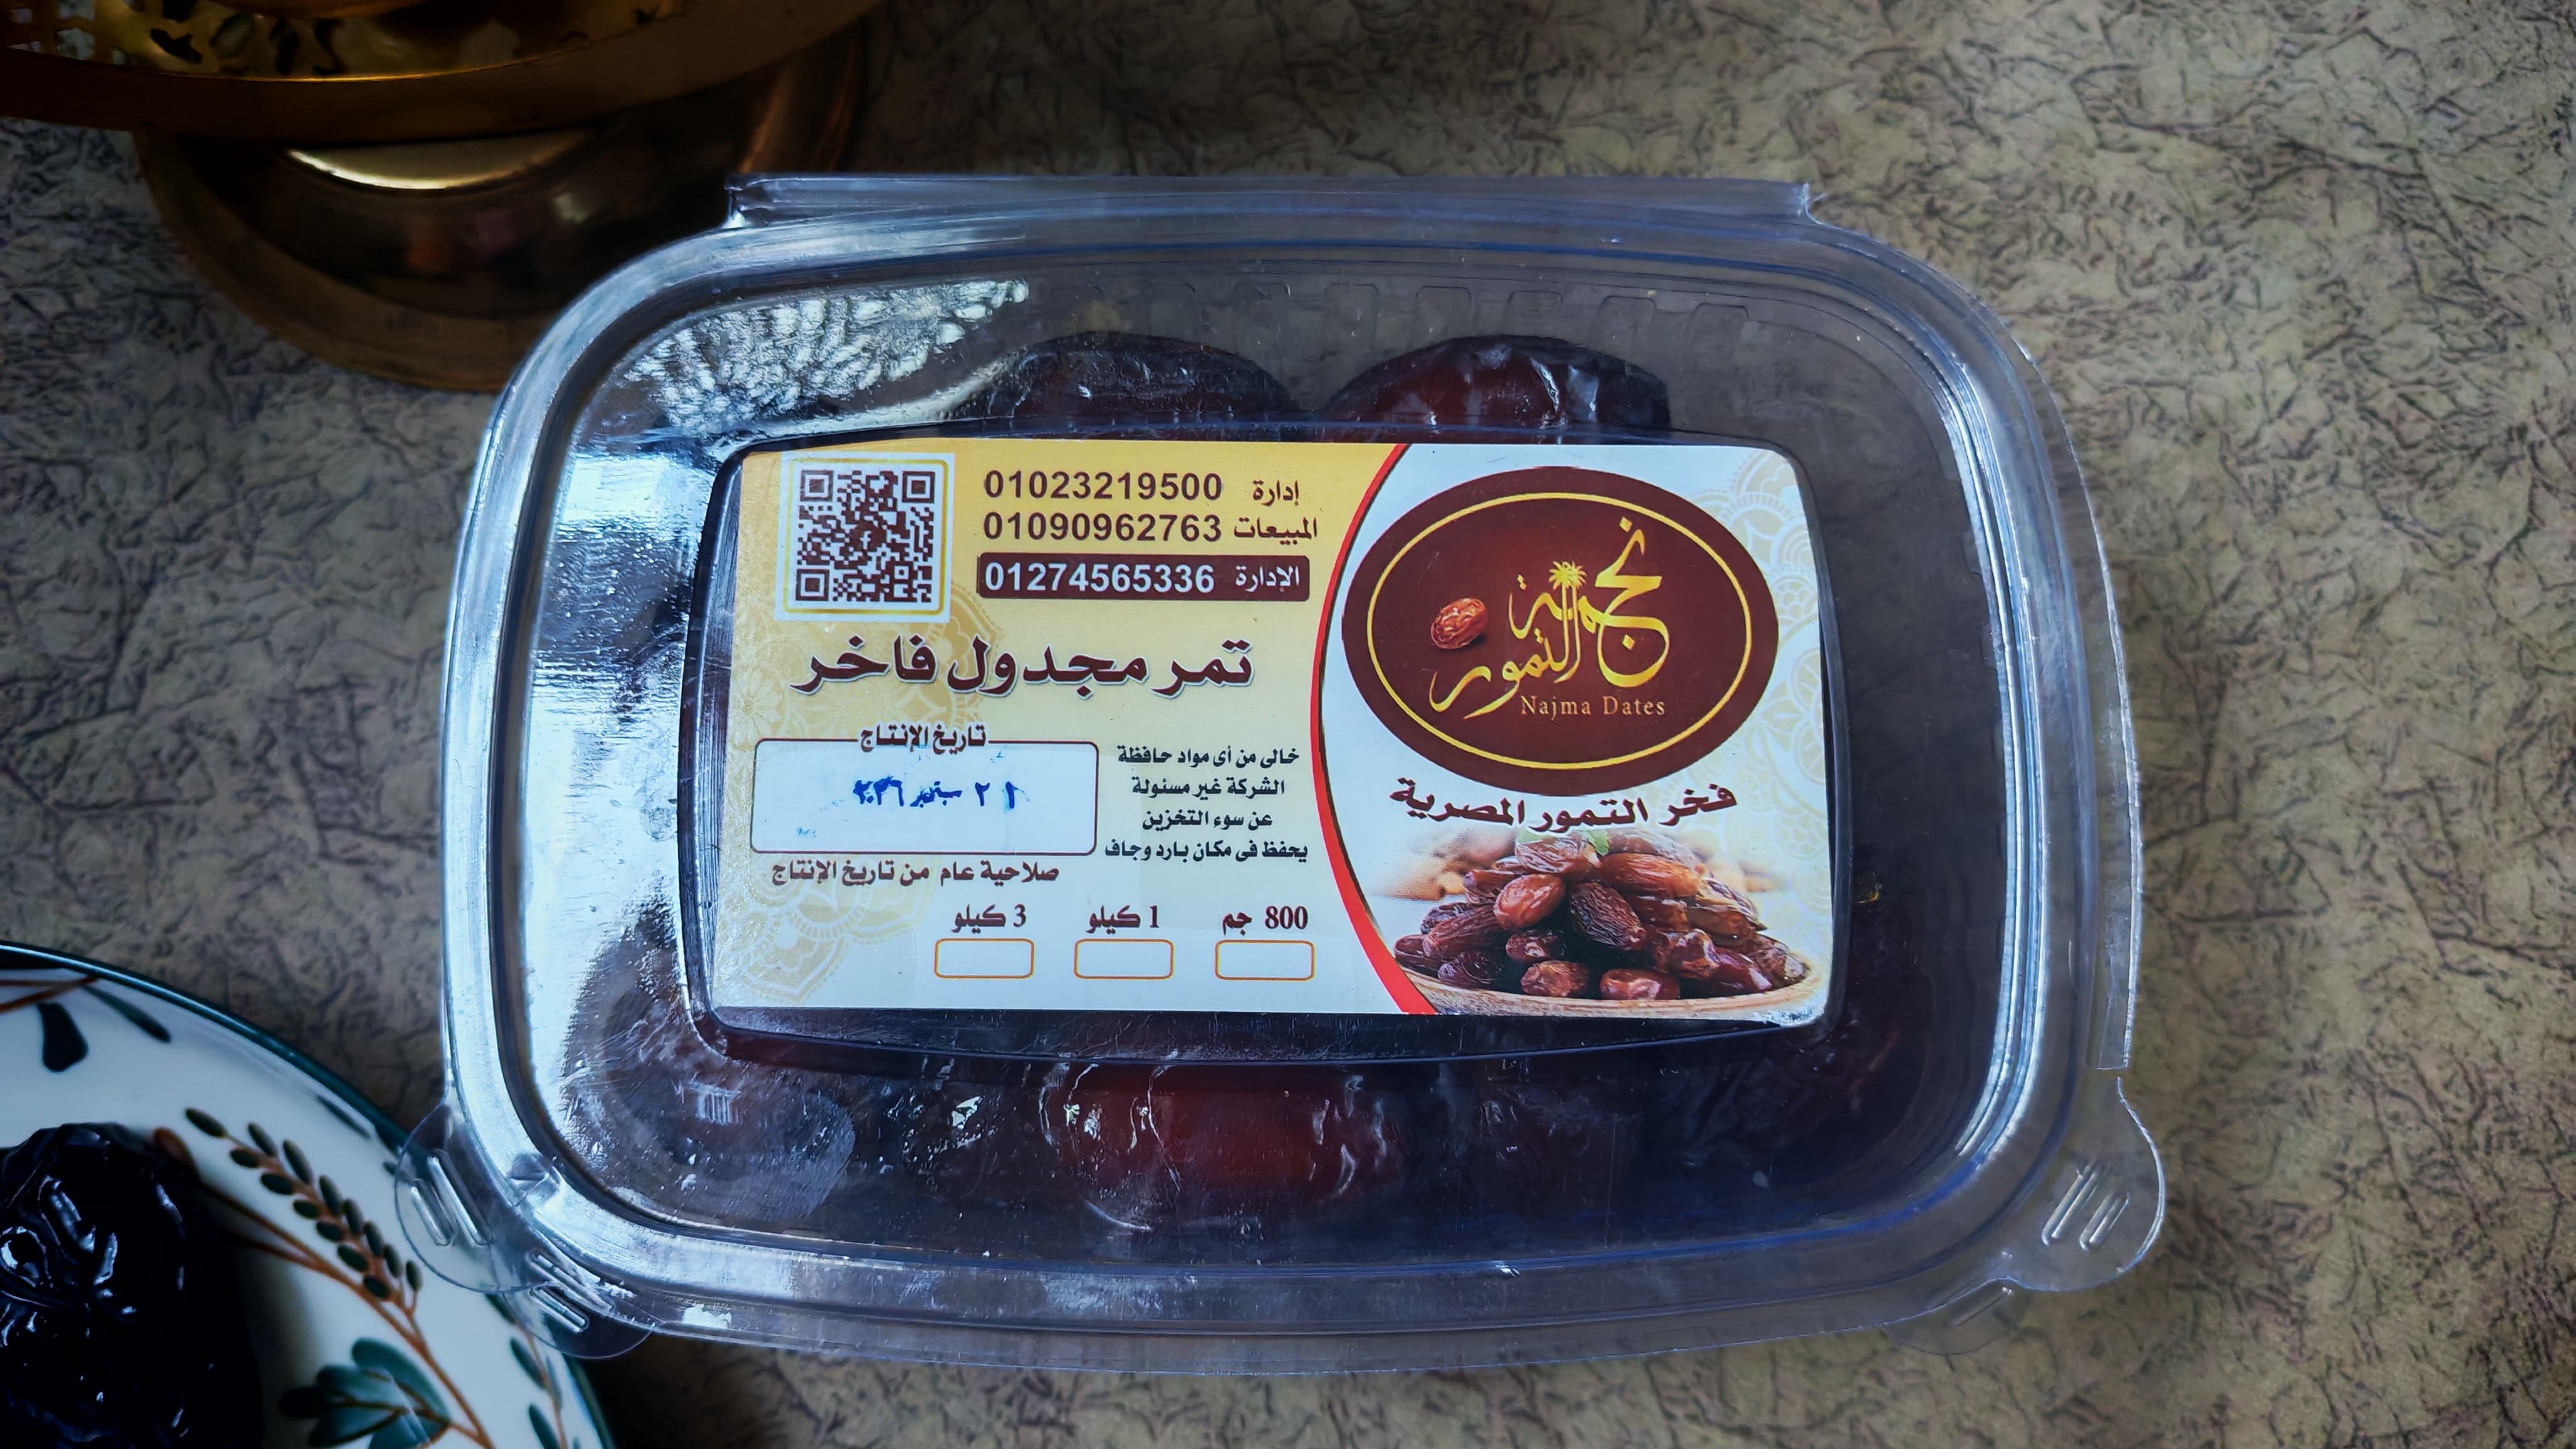 إدارة 01023219500
المبيعات 01090962763
الإدارة 01274565336
تمر مجدول فاخر
تاريخ الإنتاج
سبتمبر
صلاحية عام من تاريخ الإنتاج
خالى من أى مواد حافظة
الشركة غير مسئولة
عن سوء التخزين
يحفظ فى مكان بارد وجاف
800 جم
1 كيلو
3 كيلو
نجمة
التمور
Najma Dates
فخر التمور المصرية